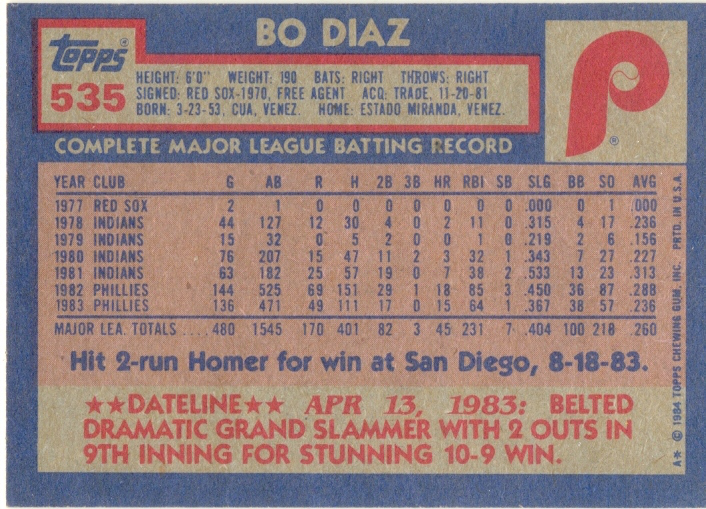 BO DIAZ
Topps
535
HEIGHT: 6'0" WEIGHT: 190 BATS: RIGHT THROWS: RIGHT
SIGNED: RED SOX-1970, FREE AGENT ACQ: TRADE, 11-20-81
BORN: 3-23-53, CUA, VENEZ. HOME: ESTADO MIRANDA, VENEZ.
P ®
COMPLETE MAJOR LEAGUE BATTING RECORD
YEAR CLUB G AB R H 2B 3B HR RBI SB SLG BB SO AVG
1977 RED SOX 2 1 0 0 0 0 0 0 0 .000 0 1 .000
1978 INDIANS 44 127 12 30 4 0 2 11 0 .315 4 17 .236
1979 INDIANS 15 32 0 5 2 0 0 1 0 .219 2 6 .156
1980 INDIANS 76 207 15 47 11 2 3 32 1 .343 7 27 .227
1981 INDIANS 63 182 25 57 19 0 7 38 2 .533 13 23 .313
1982 PHILLIES 144 525 69 151 29 1 18 85 3 .450 36 87 .288
1983 PHILLIES 136 471 49 111 17 0 15 64 1 .367 38 57 .236
MAJOR LEA. TOTALS .... 480 1545 170 401 82 3 45 231 7 .404 100 218 .260
Hit 2-run Homer for win at San Diego, 8-18-83.
★★DATELINE★★ APR 13, 1983: BELTED
DRAMATIC GRAND SLAMMER WITH 2 OUTS IN
9TH INNING FOR STUNNING 10-9 WIN.
A* © 1984 TOPPS CHEWING GUM, INC. PRTD. IN U.S.A.